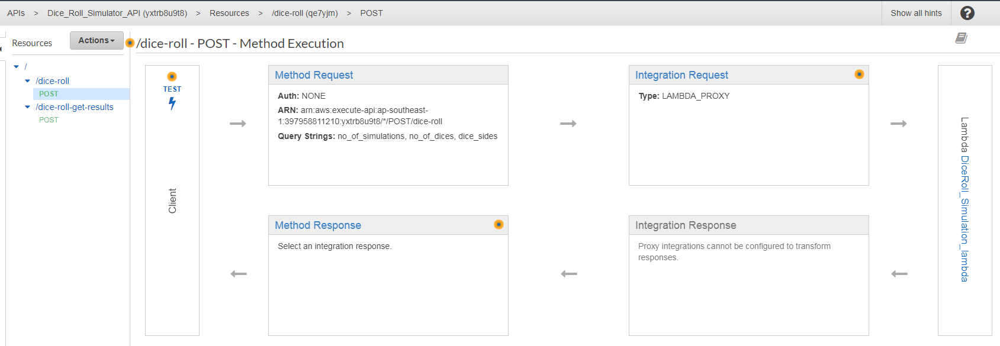 APIs > Dice_Roll_Simulator_API (yxtrb8u9t8) > Resources > /dice-roll (qe7yjm) > POST
Show all hints
?
Resources
Actions
/dice-roll - POST - Method Execution
/
/dice-roll
POST
/dice-roll-get-results
POST
TEST
Client
Method Request
Auth: NONE
ARN: arn:aws:execute-api:ap-southeast-
1:397958811210:yxtrb8u9t8/*/POST/dice-roll
Query Strings: no_of_simulations, no_of_dices, dice_sides
Integration Request
Type: LAMBDA_PROXY
Lambda DiceRoll_Simulation_lambda
Method Response
Select an integration response.
Integration Response
Proxy integrations cannot be configured to transform
responses.